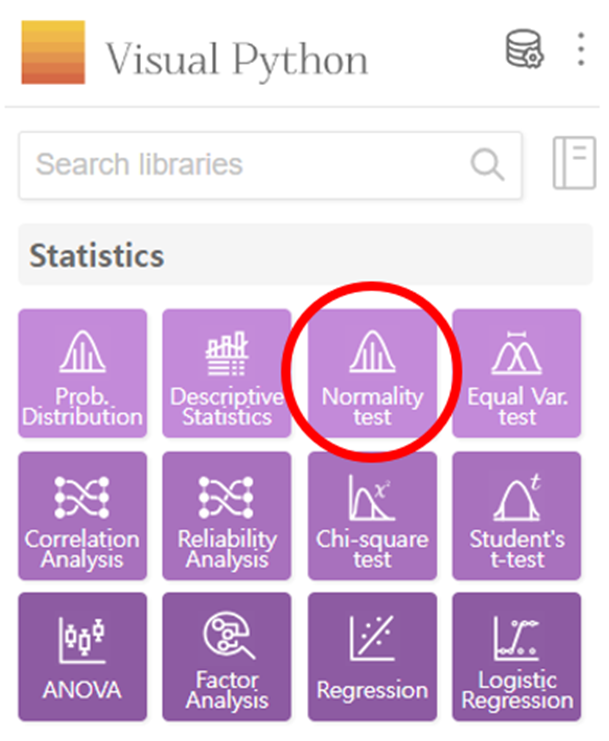 Visual Python
Search libraries
Statistics
Prob.
Distribution
Descriptive
Statistics
Normality
test
Equal Var.
test
Correlation
Analysis
Reliability
Analysis
x²
Chi-square
test
t
Student's
t-test
ANOVA
Factor
Analysis
Regression
Logistic
Regression